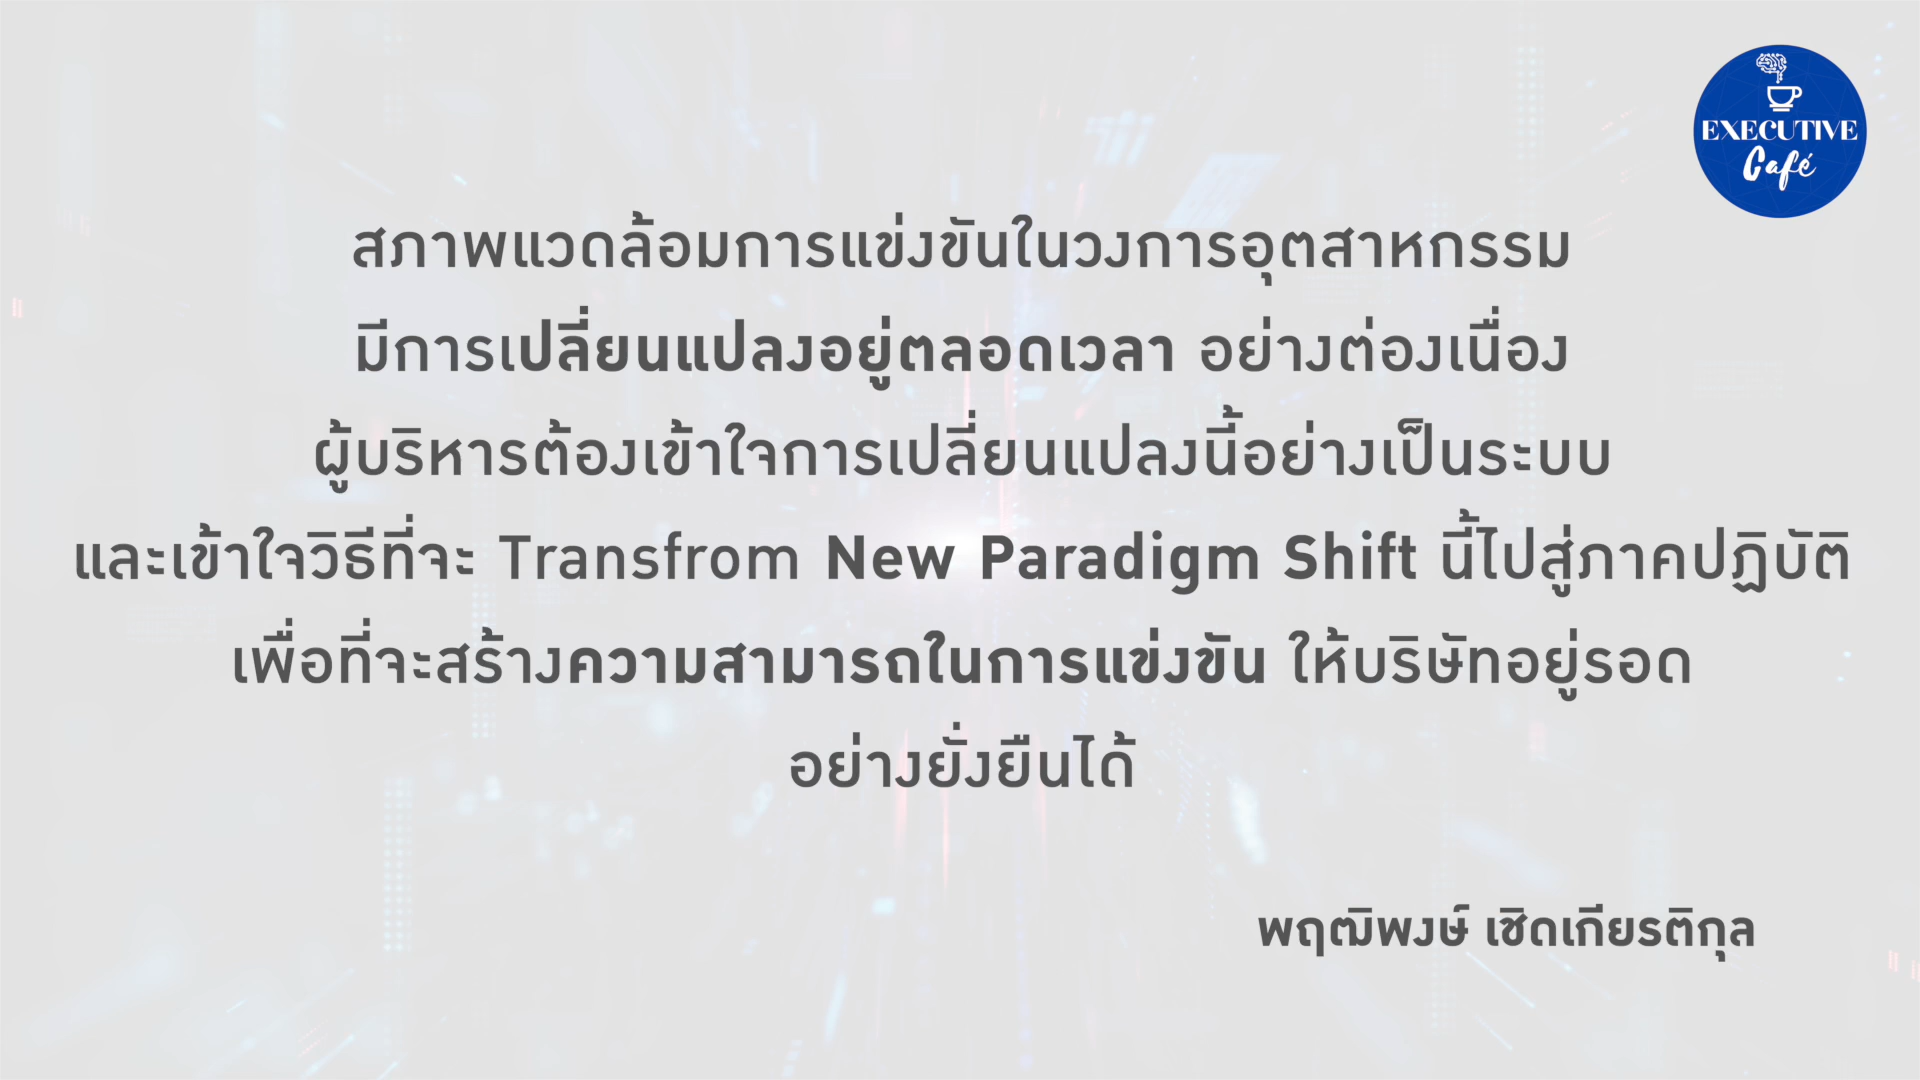 EXECUTIVE
Café
สภาพแวดล้อมการแข่งขันในวงการอุตสาหกรรม
มีการเปลี่ยนแปลงอยู่ตลอดเวลา อย่างต่องเนื่อง
ผู้บริหารต้องเข้าใจการเปลี่ยนแปลงนี้อย่างเป็นระบบ
และเข้าใจวิธีที่จะ Transfrom New Paradigm Shift นี้ไปสู่ภาคปฏิบัติ
เพื่อที่จะสร้างความสามารถในการแข่งขัน ให้บริษัทอยู่รอด
อย่างยั่งยืนได้
พฤฒิพงษ์ เชิดเกียรติกุล